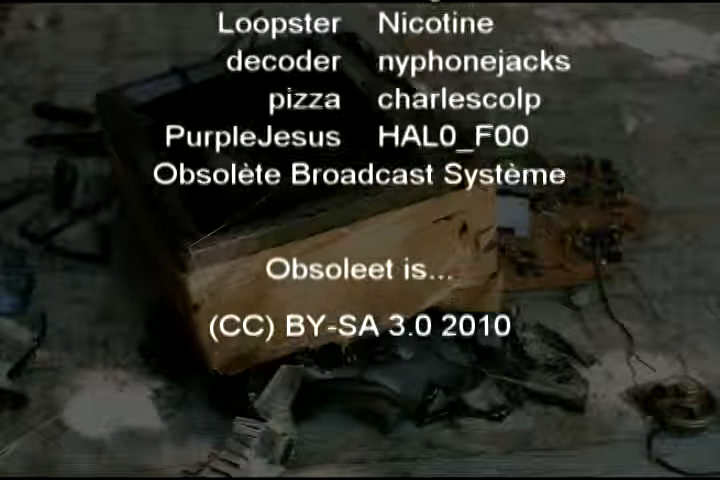 Loopster Nicotine
decoder nyphonejacks
pizza charlescolp
PurpleJesus HAL0_F00
Obsolète Broadcast Système
Obsoleet is...
(CC) BY-SA 3.0 2010